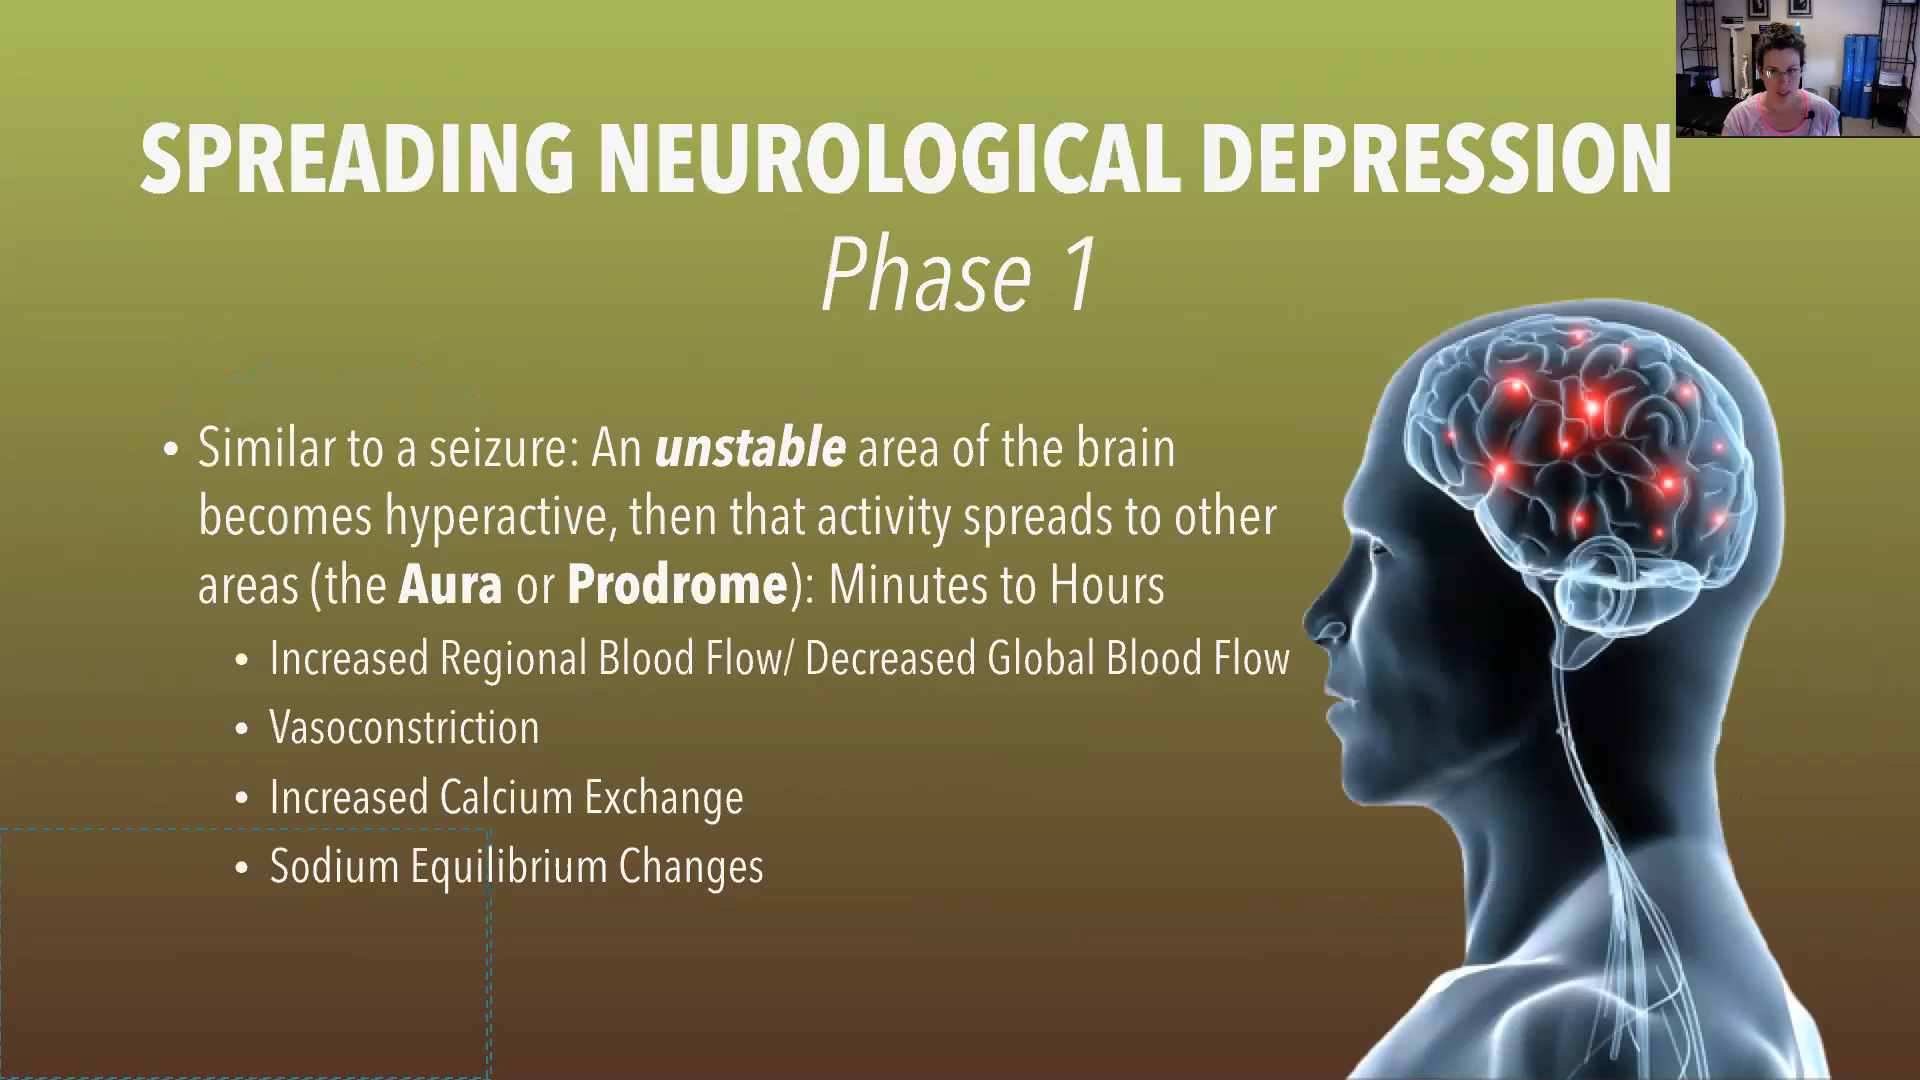 SPREADING NEUROLOGICAL DEPRESSION
Phase 1
• Similar to a seizure: An unstable area of the brain
becomes hyperactive, then that activity spreads to other
areas (the Aura or Prodrome): Minutes to Hours
• Increased Regional Blood Flow/ Decreased Global Blood Flow
• Vasoconstriction
• Increased Calcium Exchange
• Sodium Equilibrium Changes